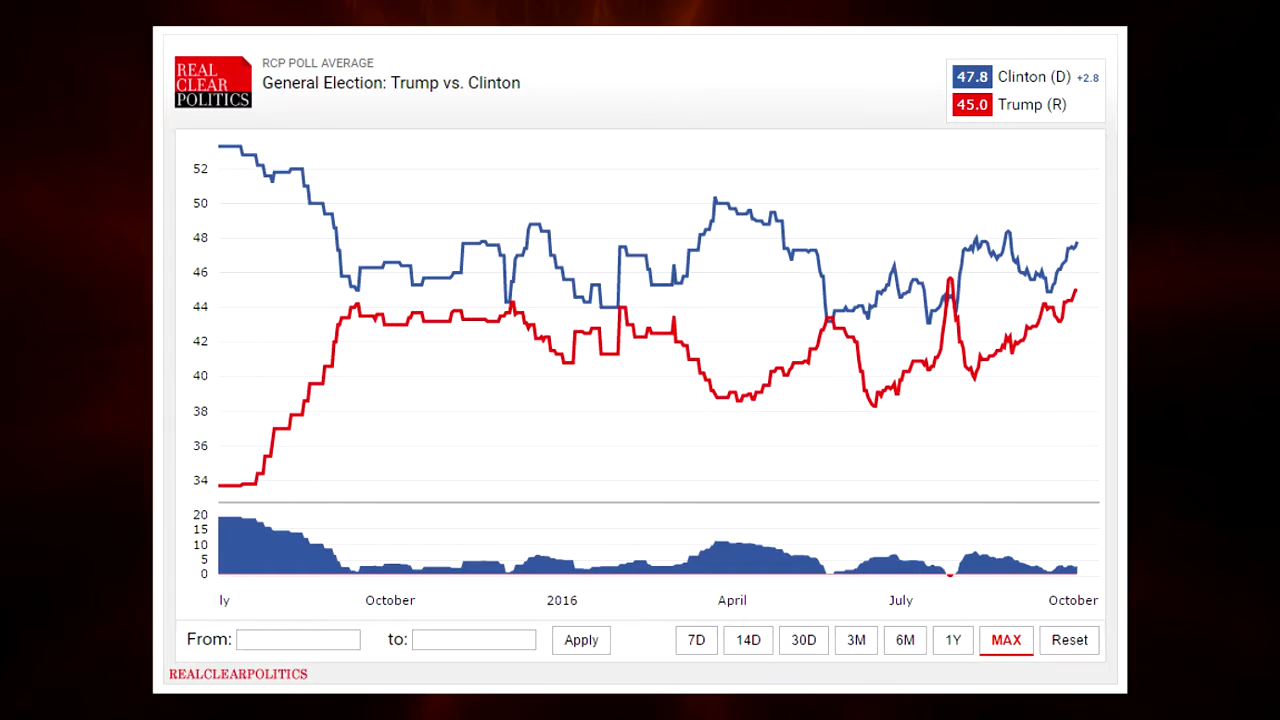 REAL
CLEAR
POLITICS
RCP POLL AVERAGE
General Election: Trump vs. Clinton
47.8 Clinton (D) +2.8
45.0 Trump (R)
52
50
48
46
44
42
40
38
36
34
20
15
10
5
0
ly October 2016 April July October
From: to: Apply 7D 14D 30D 3M 6M 1Y MAX Reset
REALCLEARPOLITICS